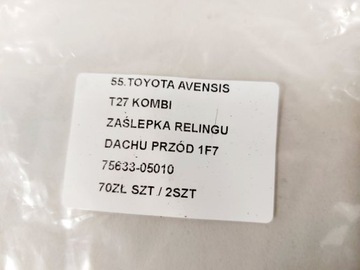 55.TOYOTA AVENSIS
T27 KOMBI
ZAŚLEPKA RELINGU
DACHU PRZÓD 1F7
75633-05010
70ZŁ SZT / 2SZT